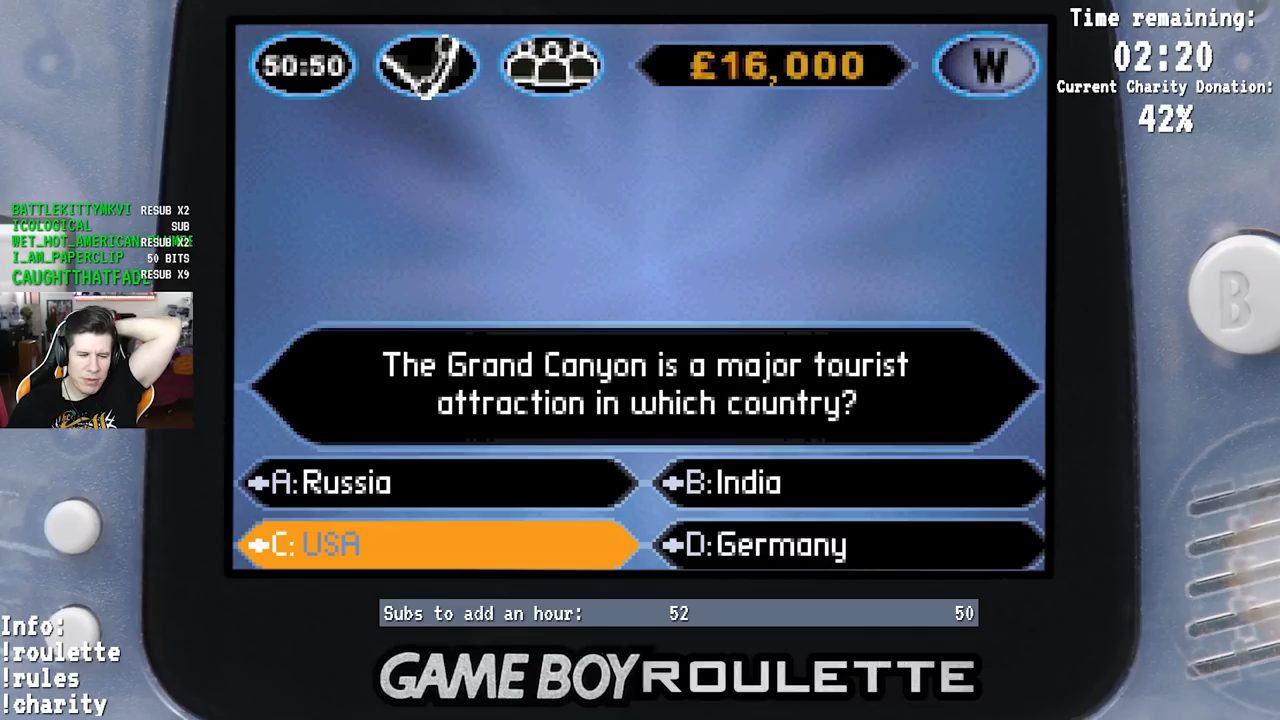 50:50
£16,000
W
Time remaining:
02:20
Current Charity Donation:
42%
BATTLEKITTYMKVI RESUB X2
ICOLOGICAL SUB
WET_HOT_AMERICAN RESUB X2
I_AM_PAPERCLIP 50 BITS
CAUGHTTHATFADE RESUB X9
The Grand Canyon is a major tourist
attraction in which country?
A: Russia
B: India
C: USA
D: Germany
B
Subs to add an hour: 52 50
Info:
!roulette
!rules
!charity
GAME BOY ROULETTE